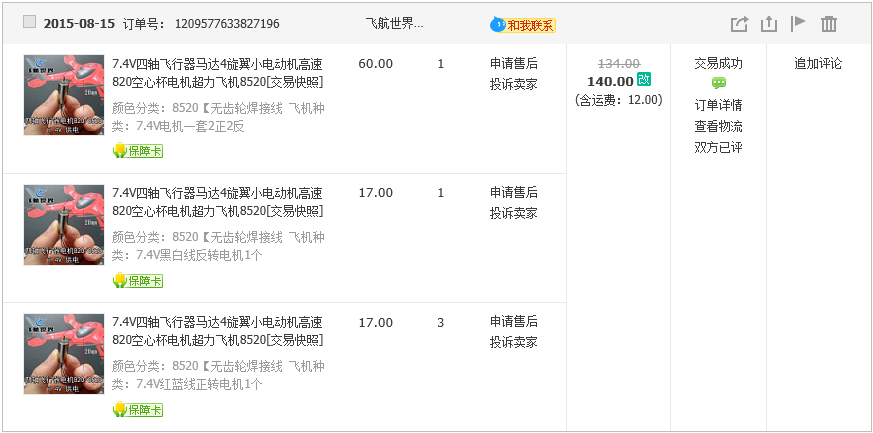 2015-08-15 订单号： 1209577633827196 飞航世界... 和我联系
7.4V四轴飞行器马达4旋翼小电动机高速 60.00 1 申请售后 134.00 交易成功 追加评论
820空心杯电机超力飞机8520[交易快照] 投诉卖家 140.00 改
(含运费：12.00) 订单详情
颜色分类：8520【无齿轮焊接线 飞机种
类：7.4V电机一套2正2反 查看物流
保障卡 双方已评
7.4V四轴飞行器马达4旋翼小电动机高速 17.00 1 申请售后
820空心杯电机超力飞机8520[交易快照] 投诉卖家
颜色分类：8520【无齿轮焊接线 飞机种
类：7.4V黑白线反转电机1个
保障卡
7.4V四轴飞行器马达4旋翼小电动机高速 17.00 3 申请售后
820空心杯电机超力飞机8520[交易快照] 投诉卖家
颜色分类：8520【无齿轮焊接线 飞机种
类：7.4V红蓝线正转电机1个
保障卡